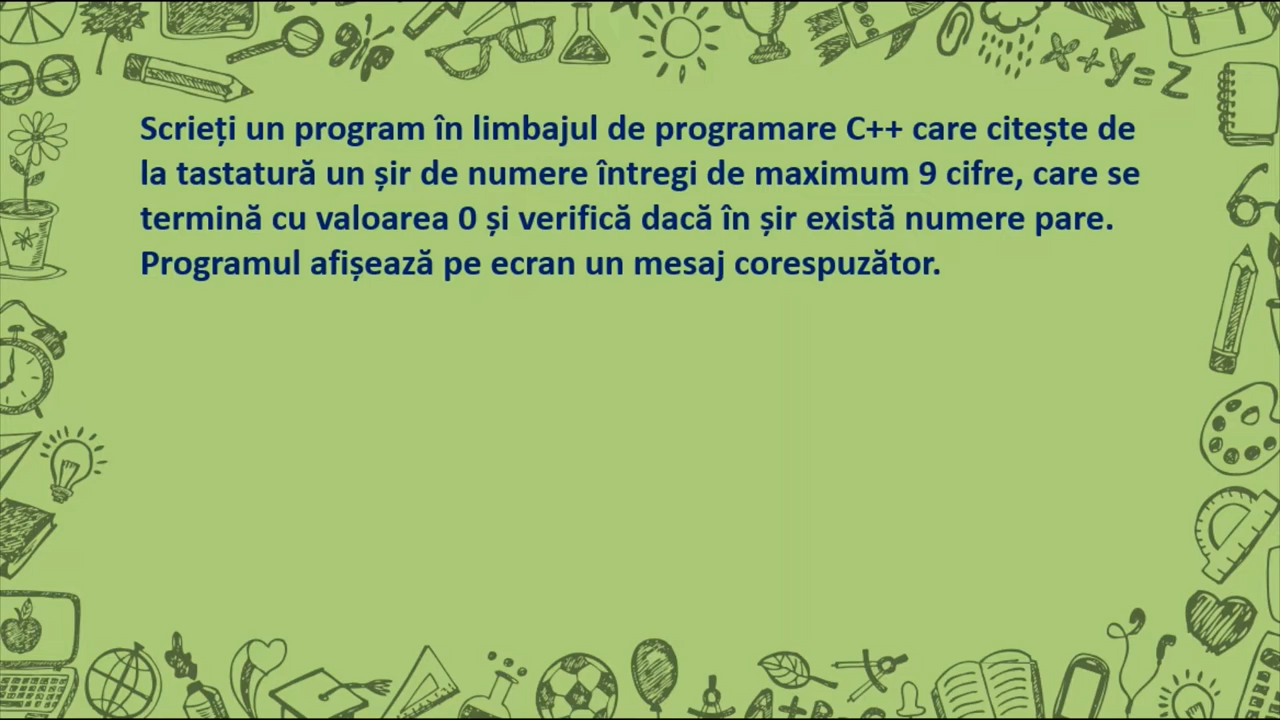 Scrieți un program în limbajul de programare C++ care citește de
la tastatură un șir de numere întregi de maximum 9 cifre, care se
termină cu valoarea 0 și verifică dacă în șir există numere pare.
Programul afișează pe ecran un mesaj corespuzător.
x+y=z